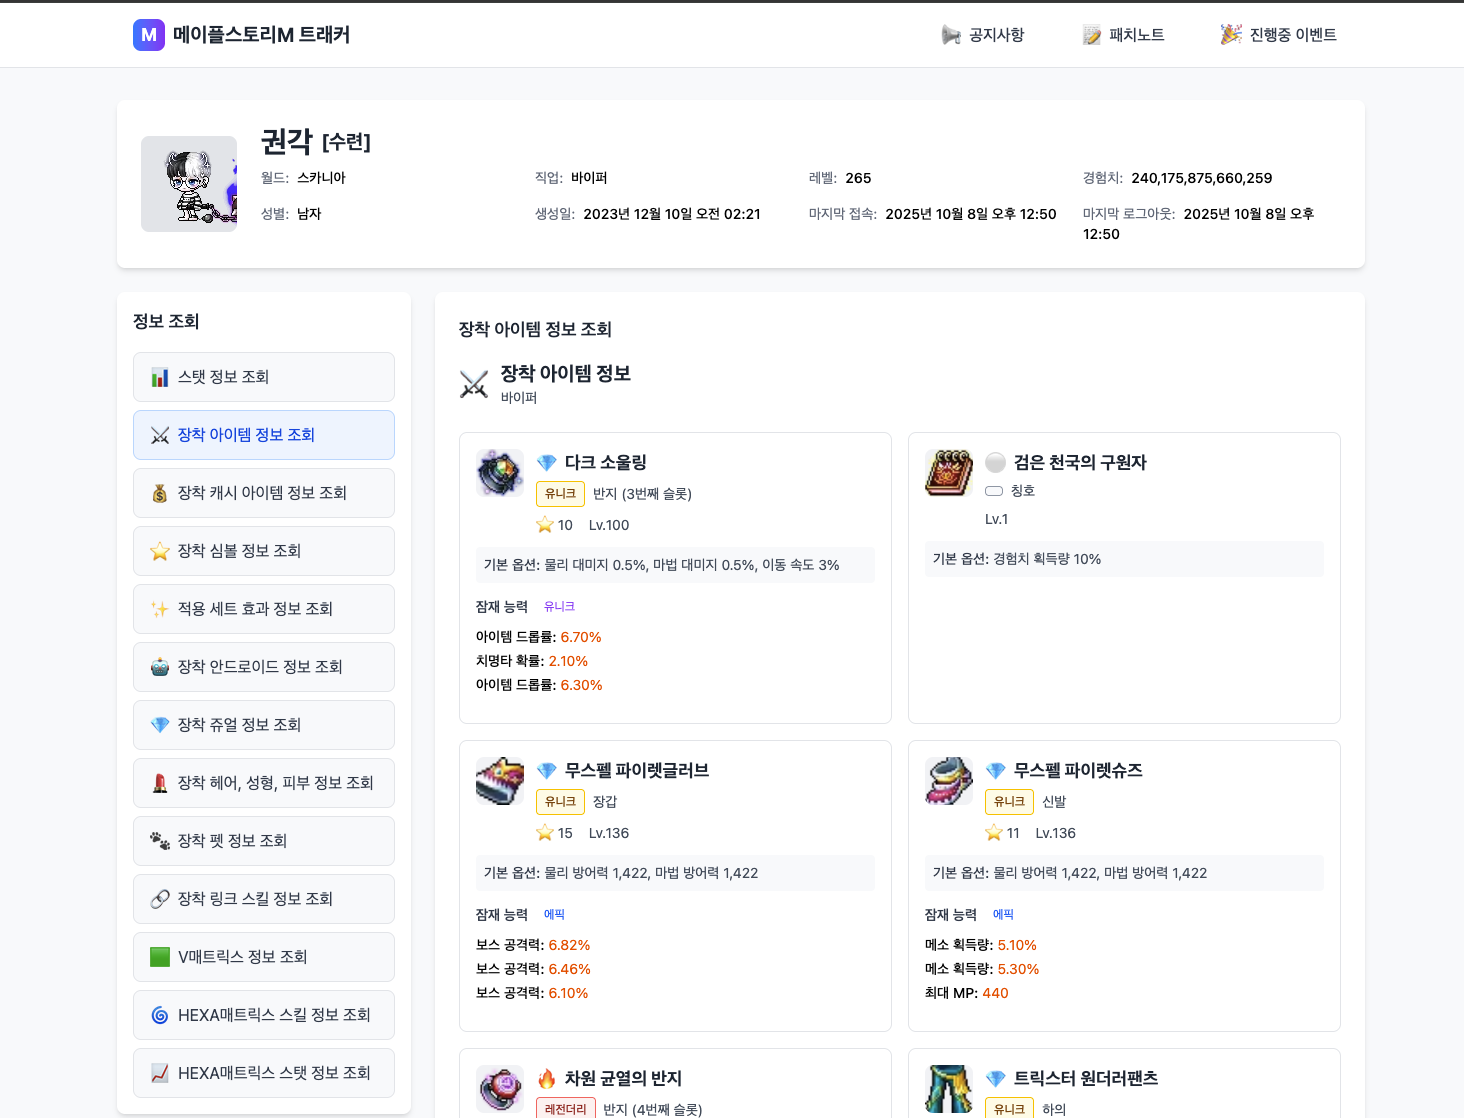 M 메이플스토리M 트래커
공지사항
패치노트
진행중 이벤트
권각 [수련]
월드: 스카니아
직업: 바이퍼
레벨: 265
경험치: 240,175,875,660,259
성별: 남자
생성일: 2023년 12월 10일 오전 02:21
마지막 접속: 2025년 10월 8일 오후 12:50
마지막 로그아웃: 2025년 10월 8일 오후
12:50
정보 조회
스탯 정보 조회
장착 아이템 정보 조회
장착 캐시 아이템 정보 조회
장착 심볼 정보 조회
적용 세트 효과 정보 조회
장착 안드로이드 정보 조회
장착 쥬얼 정보 조회
장착 헤어, 성형, 피부 정보 조회
장착 펫 정보 조회
장착 링크 스킬 정보 조회
V매트릭스 정보 조회
HEXA매트릭스 스킬 정보 조회
HEXA매트릭스 스탯 정보 조회
장착 아이템 정보 조회
장착 아이템 정보
바이퍼
다크 소울링
유니크 반지 (3번째 슬롯)
10 Lv.100
기본 옵션: 물리 대미지 0.5%, 마법 대미지 0.5%, 이동 속도 3%
잠재 능력 유니크
아이템 드롭률: 6.70%
치명타 확률: 2.10%
아이템 드롭률: 6.30%
검은 천국의 구원자
칭호
Lv.1
기본 옵션: 경험치 획득량 10%
무스펠 파이렛글러브
유니크 장갑
15 Lv.136
기본 옵션: 물리 방어력 1,422, 마법 방어력 1,422
잠재 능력 에픽
보스 공격력: 6.82%
보스 공격력: 6.46%
보스 공격력: 6.10%
무스펠 파이렛슈즈
유니크 신발
11 Lv.136
기본 옵션: 물리 방어력 1,422, 마법 방어력 1,422
잠재 능력 에픽
메소 획득량: 5.10%
메소 획득량: 5.30%
최대 MP: 440
차원 균열의 반지
레전더리 반지 (4번째 슬롯)
트릭스터 원더러팬츠
유니크 하의